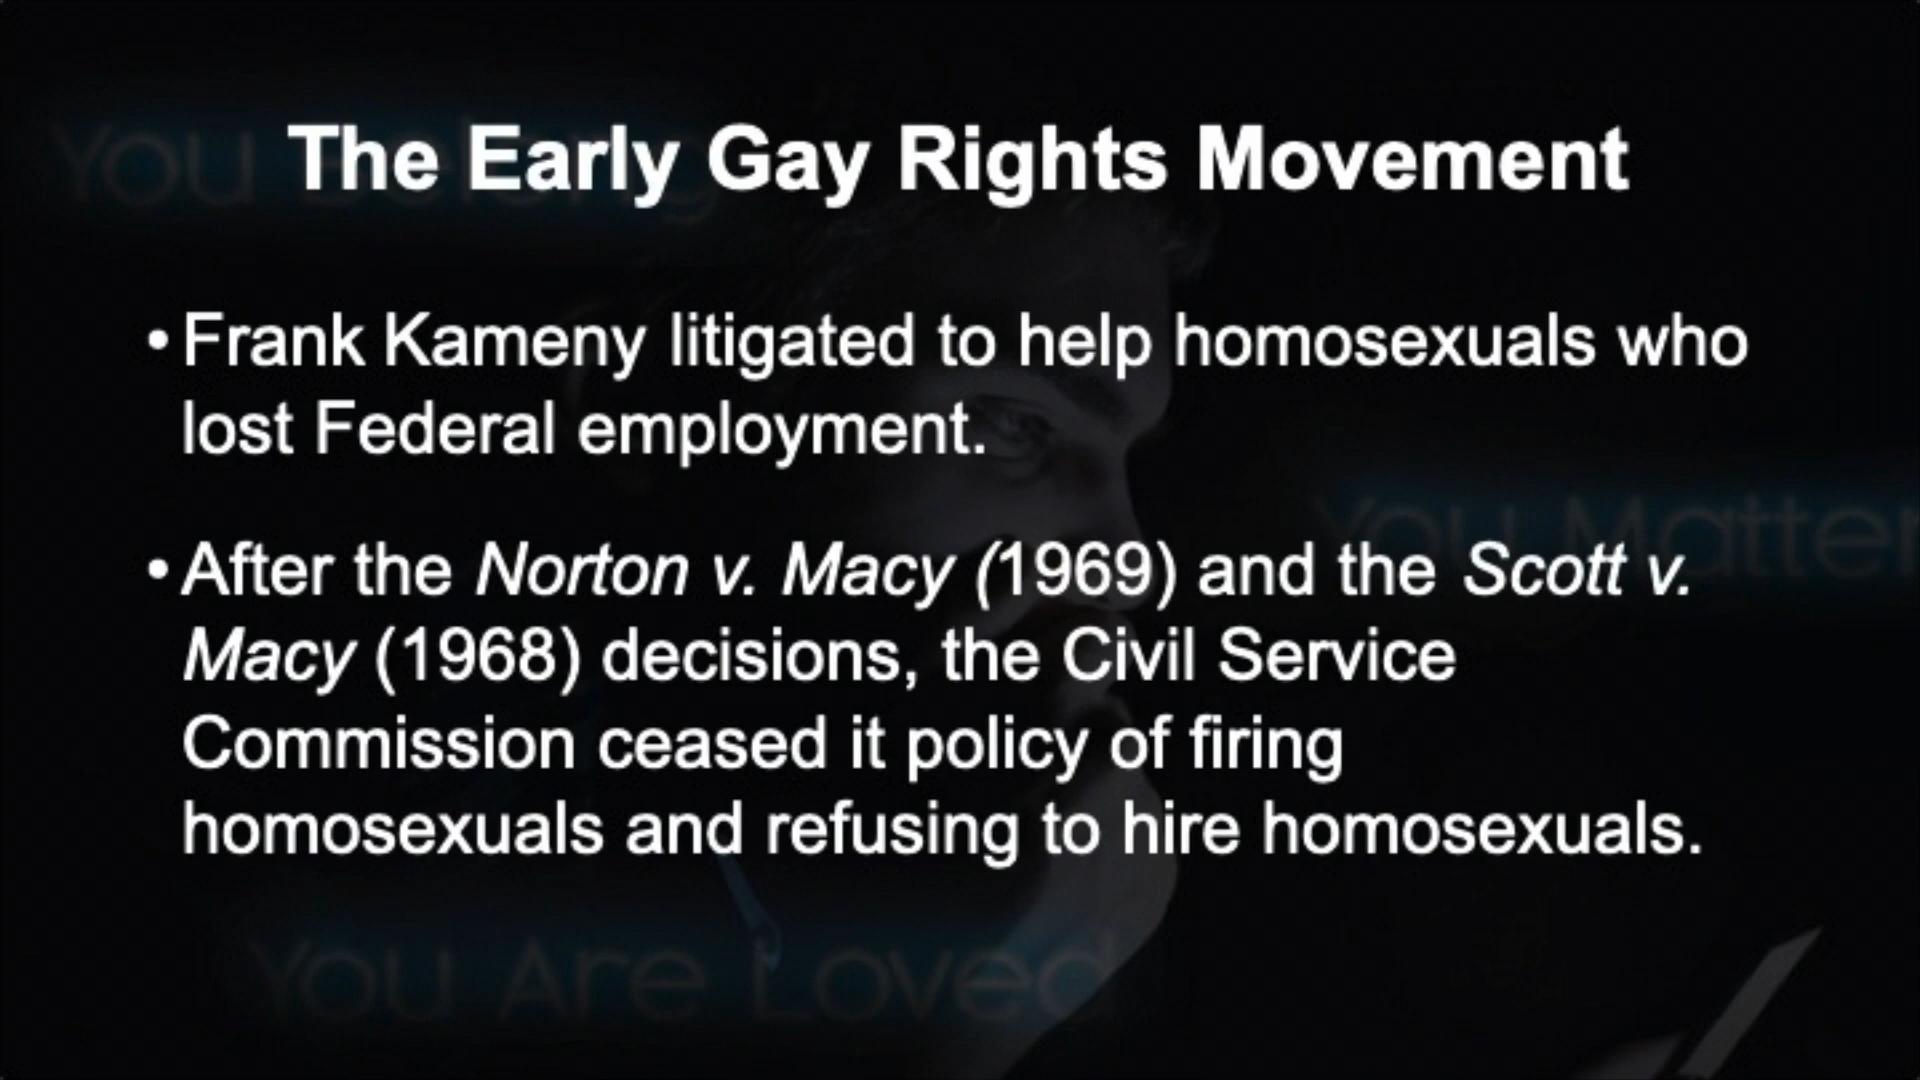 The Early Gay Rights Movement
• Frank Kameny litigated to help homosexuals who
lost Federal employment.
• After the Norton v. Macy (1969) and the Scott v.
Macy (1968) decisions, the Civil Service
Commission ceased it policy of firing
homosexuals and refusing to hire homosexuals.
You Belong
You Matter
You Are Loved